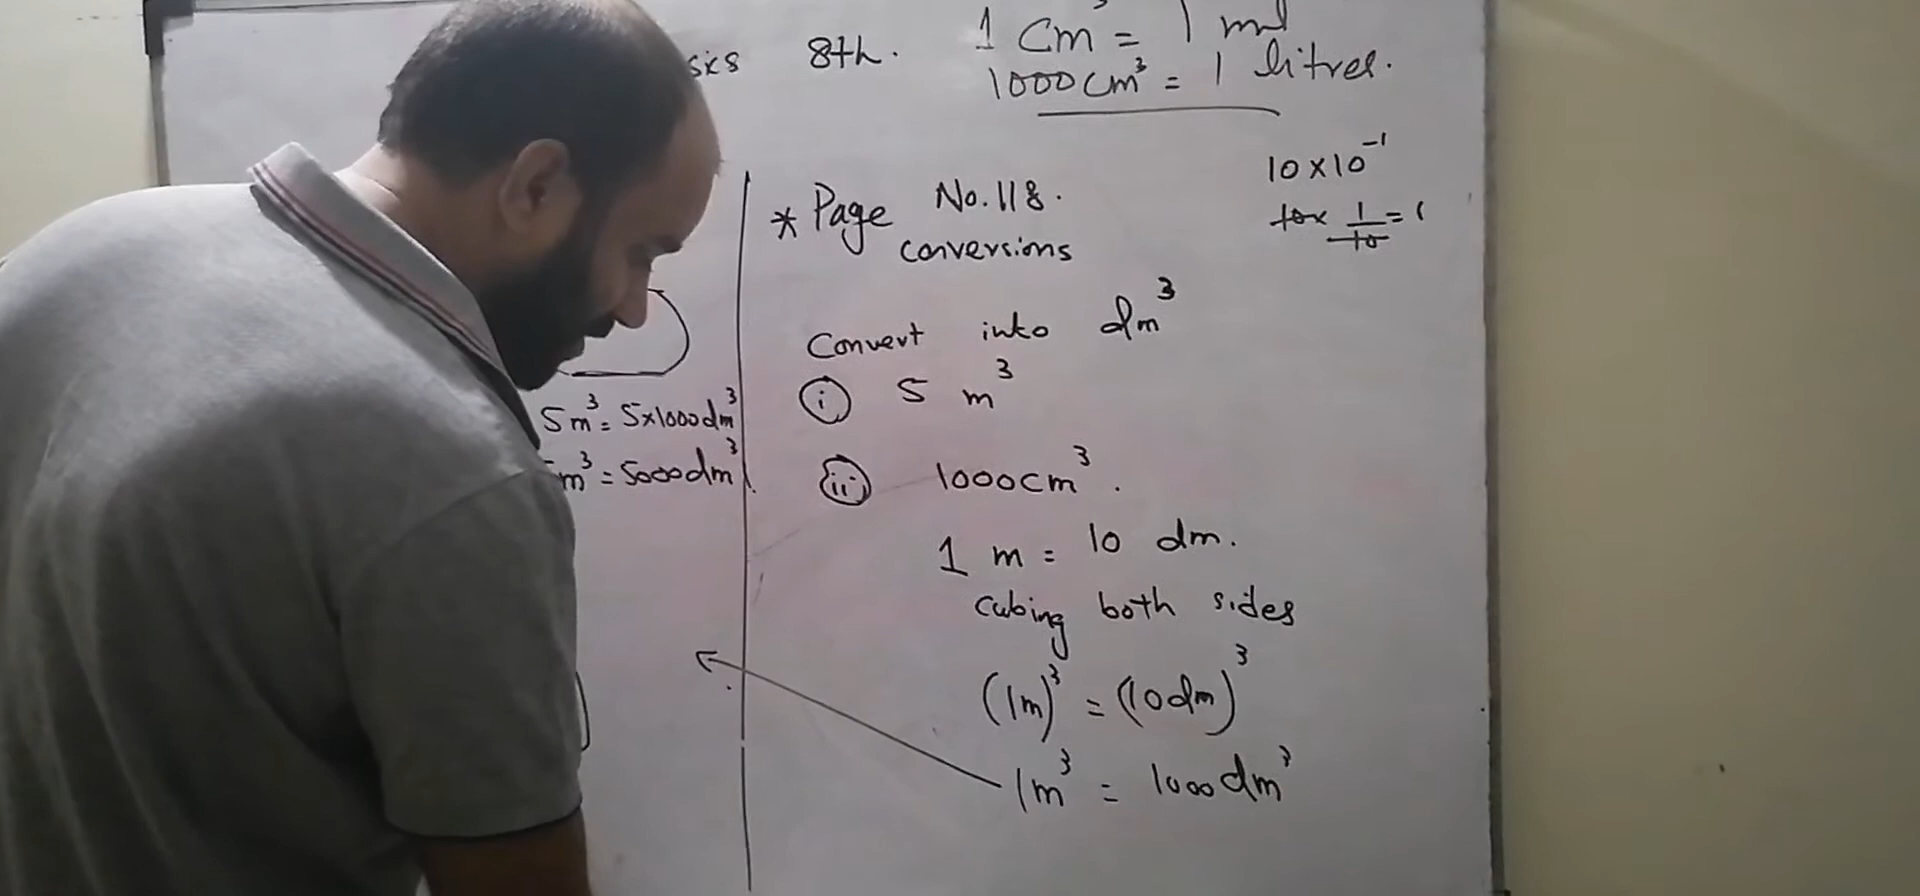 8th.
1 cm³ = 1 ml
1000 cm³ = 1 litres.
5m³ = 5×1000dm³
m³ = 5000dm³
* Page No. 118.
conversions
10 × 10⁻¹
10 × 1/10 = 1
Convert into dm³
(i) 5 m³
(ii) 1000cm³.
1 m = 10 dm.
cubing both sides
(1m)³ = (10dm)³
1m³ = 1000dm³